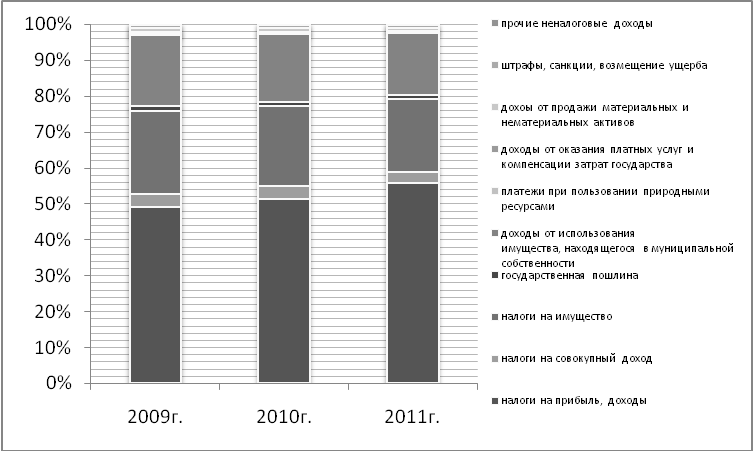 100%
90%
80%
70%
60%
50%
40%
30%
20%
10%
0%
2009г.
2010г.
2011г.
прочие неналоговые доходы
штрафы, санкции, возмещение ущерба
дохоы от продажи материальных и
нематериальных активов
доходы от оказания платных услуг и
компенсации затрат государства
платежи при пользовании природными
ресурсами
доходы от использования
имущества, находящегося в муниципальной
собственности
государственная пошлина
налоги на имущество
налоги на совокупный доход
налоги на прибыль, доходы